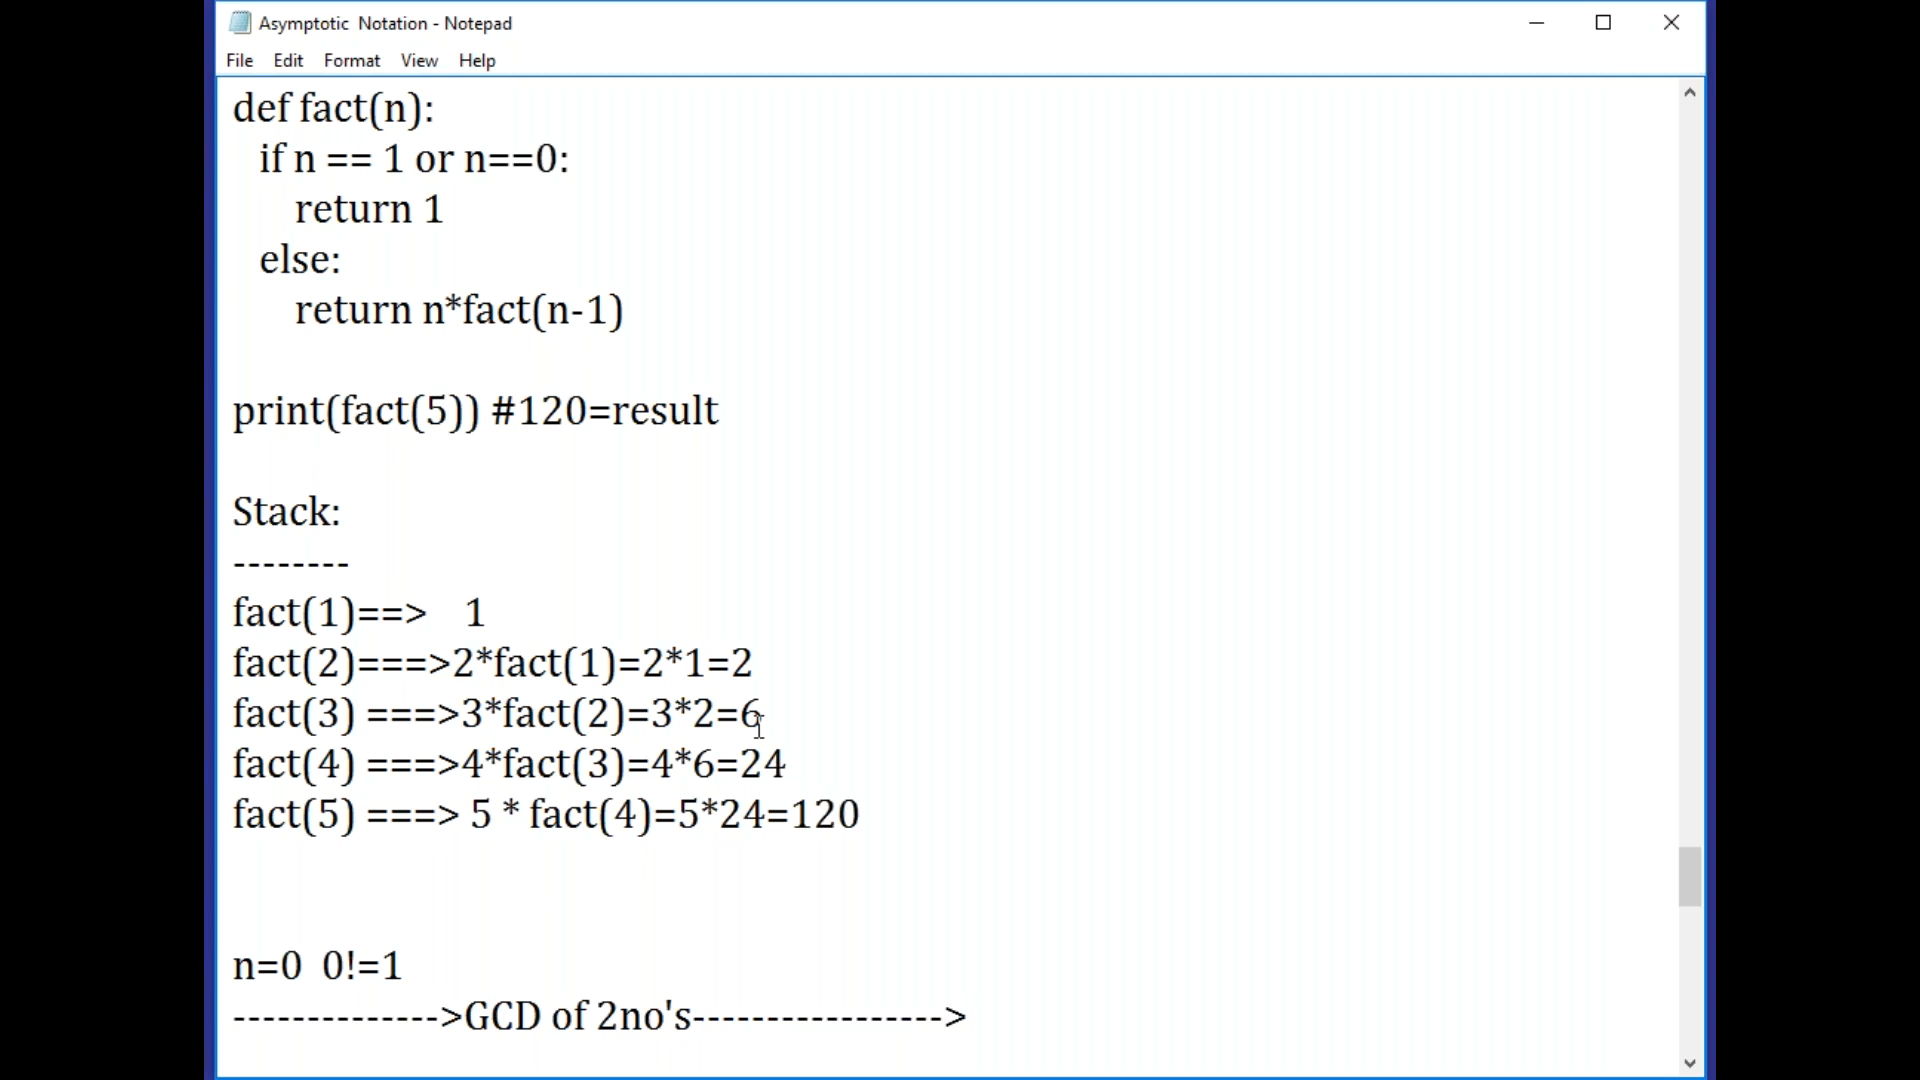 Asymptotic  Notation - Notepad
File Edit Format View Help
def fact(n):
   if n == 1 or n==0:
       return 1
   else:
       return n*fact(n-1)
print(fact(5)) #120=result
Stack:
--------
fact(1)==>    1
fact(2)===>2*fact(1)=2*1=2
fact(3) ===>3*fact(2)=3*2=6
fact(4) ===>4*fact(3)=4*6=24
fact(5) ===> 5 * fact(4)=5*24=120
n=0  0!=1
-------------->GCD of 2no's----------------->